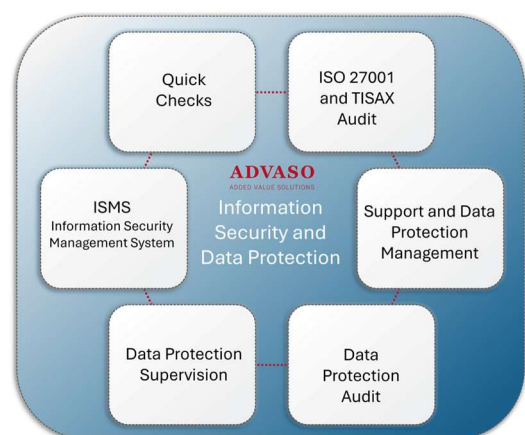 Quick
Checks
ISO 27001
and TISAX
Audit
ADVASO
ADDED VALUE SOLUTIONS
Information
Security and
Data Protection
ISMS
Information Security
Management System
Support and Data
Protection
Management
Data Protection
Supervision
Data
Protection
Audit